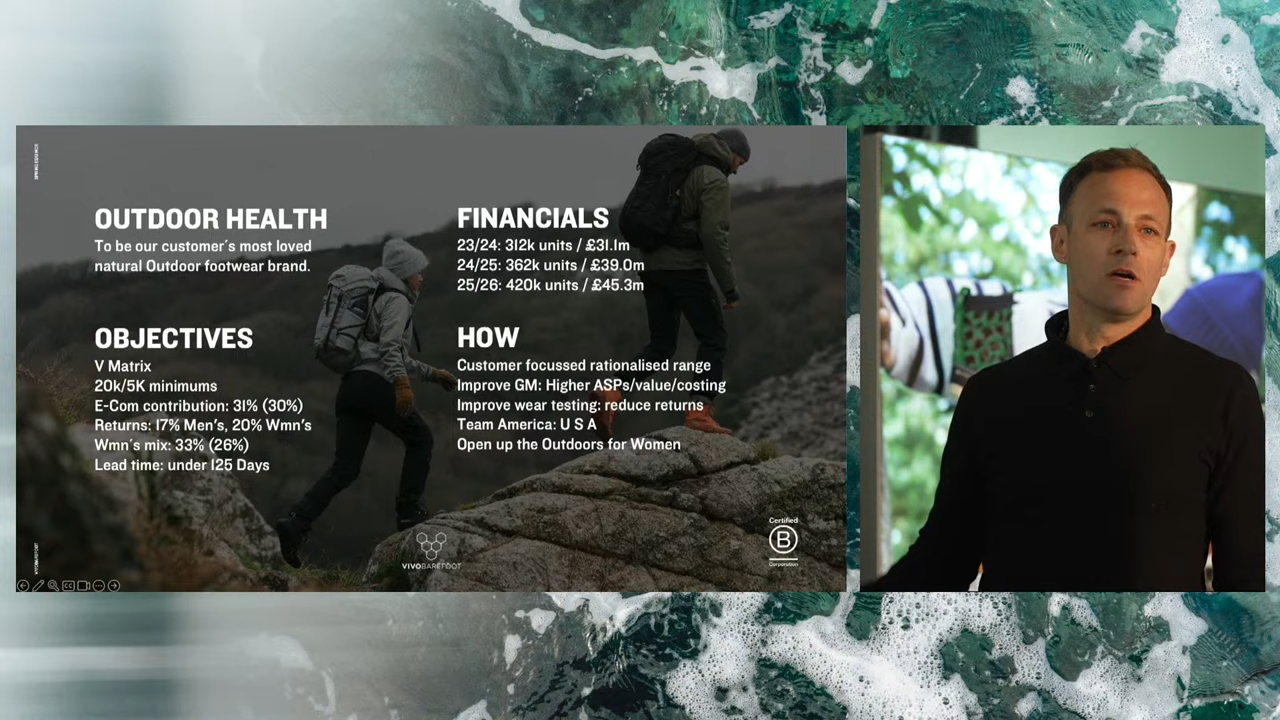 OUTDOOR HEALTH
To be our customer´s most loved
natural Outdoor footwear brand.
FINANCIALS
23/24: 312k units / £31.1m
24/25: 362k units / £39.0m
25/26: 420k units / £45.3m
OBJECTIVES
V Matrix
20k/5K minimums
E-Com contribution: 31% (30%)
Returns: 17% Men's, 20% Wmn's
Wmn´s mix: 33% (26%)
Lead time: under 125 Days
HOW
Customer focussed rationalised range
Improve GM: Higher ASPs/value/costing
Improve wear testing: reduce returns
Team America: U S A
Open up the Outdoors for Women
VIVOBAREFOOT
VIVOBAREFOOT
Certified
B
Corporation